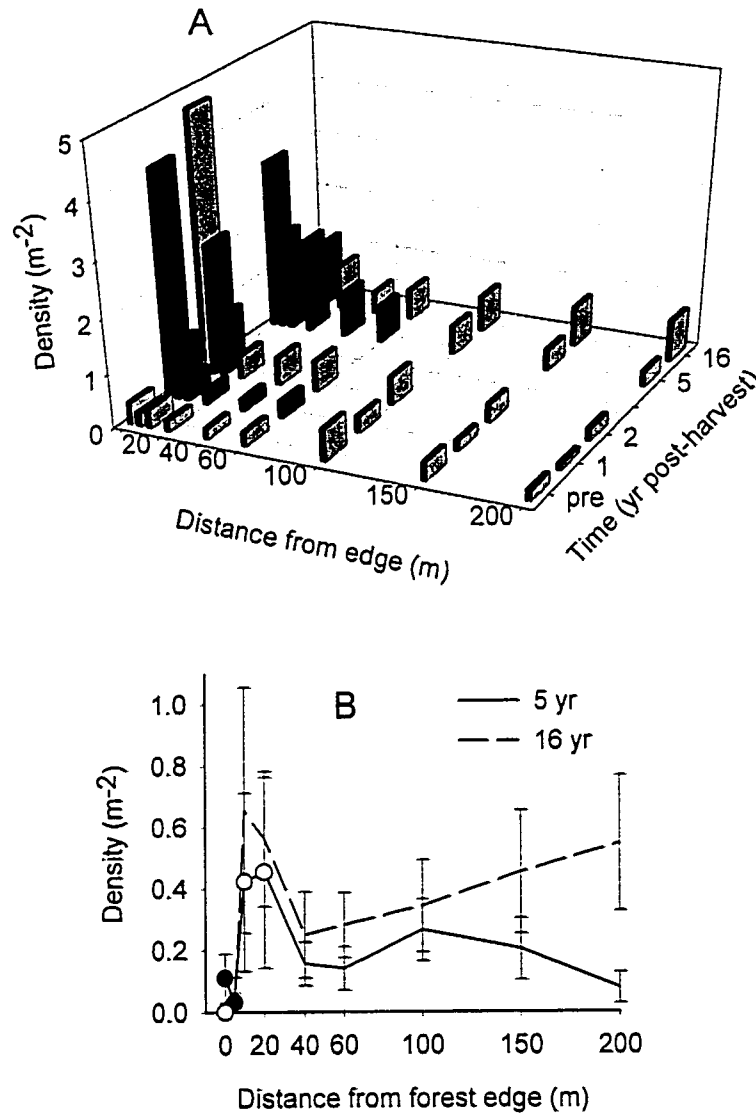 A
5
4
3
2
1
0
Density (m-2)
20
40
60
100
150
200
Distance from edge (m)
pre
1
2
5
16
Time (yr post-harvest)
B
5 yr
16 yr
1.0
0.8
0.6
0.4
0.2
0.0
Density (m-2)
0 20 40 60 100 150 200
Distance from forest edge (m)